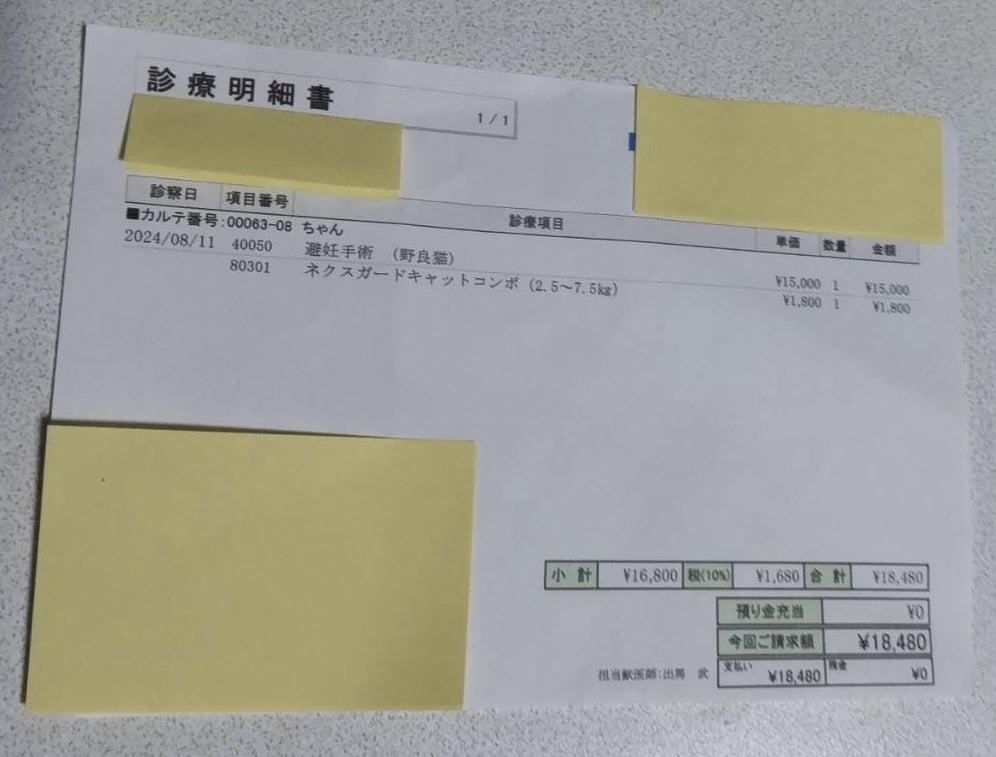 診療明細書
1/1
診察日 項目番号 診療項目 単価 数量 金額
■カルテ番号:00063-08 ちゃん
2024/08/11 40050 避妊手術 (野良猫) ¥15,000 1 ¥15,000
80301 ネクスガードキャットコンボ (2.5～7.5kg) ¥1,800 1 ¥1,800
小計 ¥16,800 税(10%) ¥1,680 合計 ¥18,480
預り金充当 ¥0
今回ご請求額 ¥18,480
担当獣医師:出 武 支払い ¥18,480 ¥0